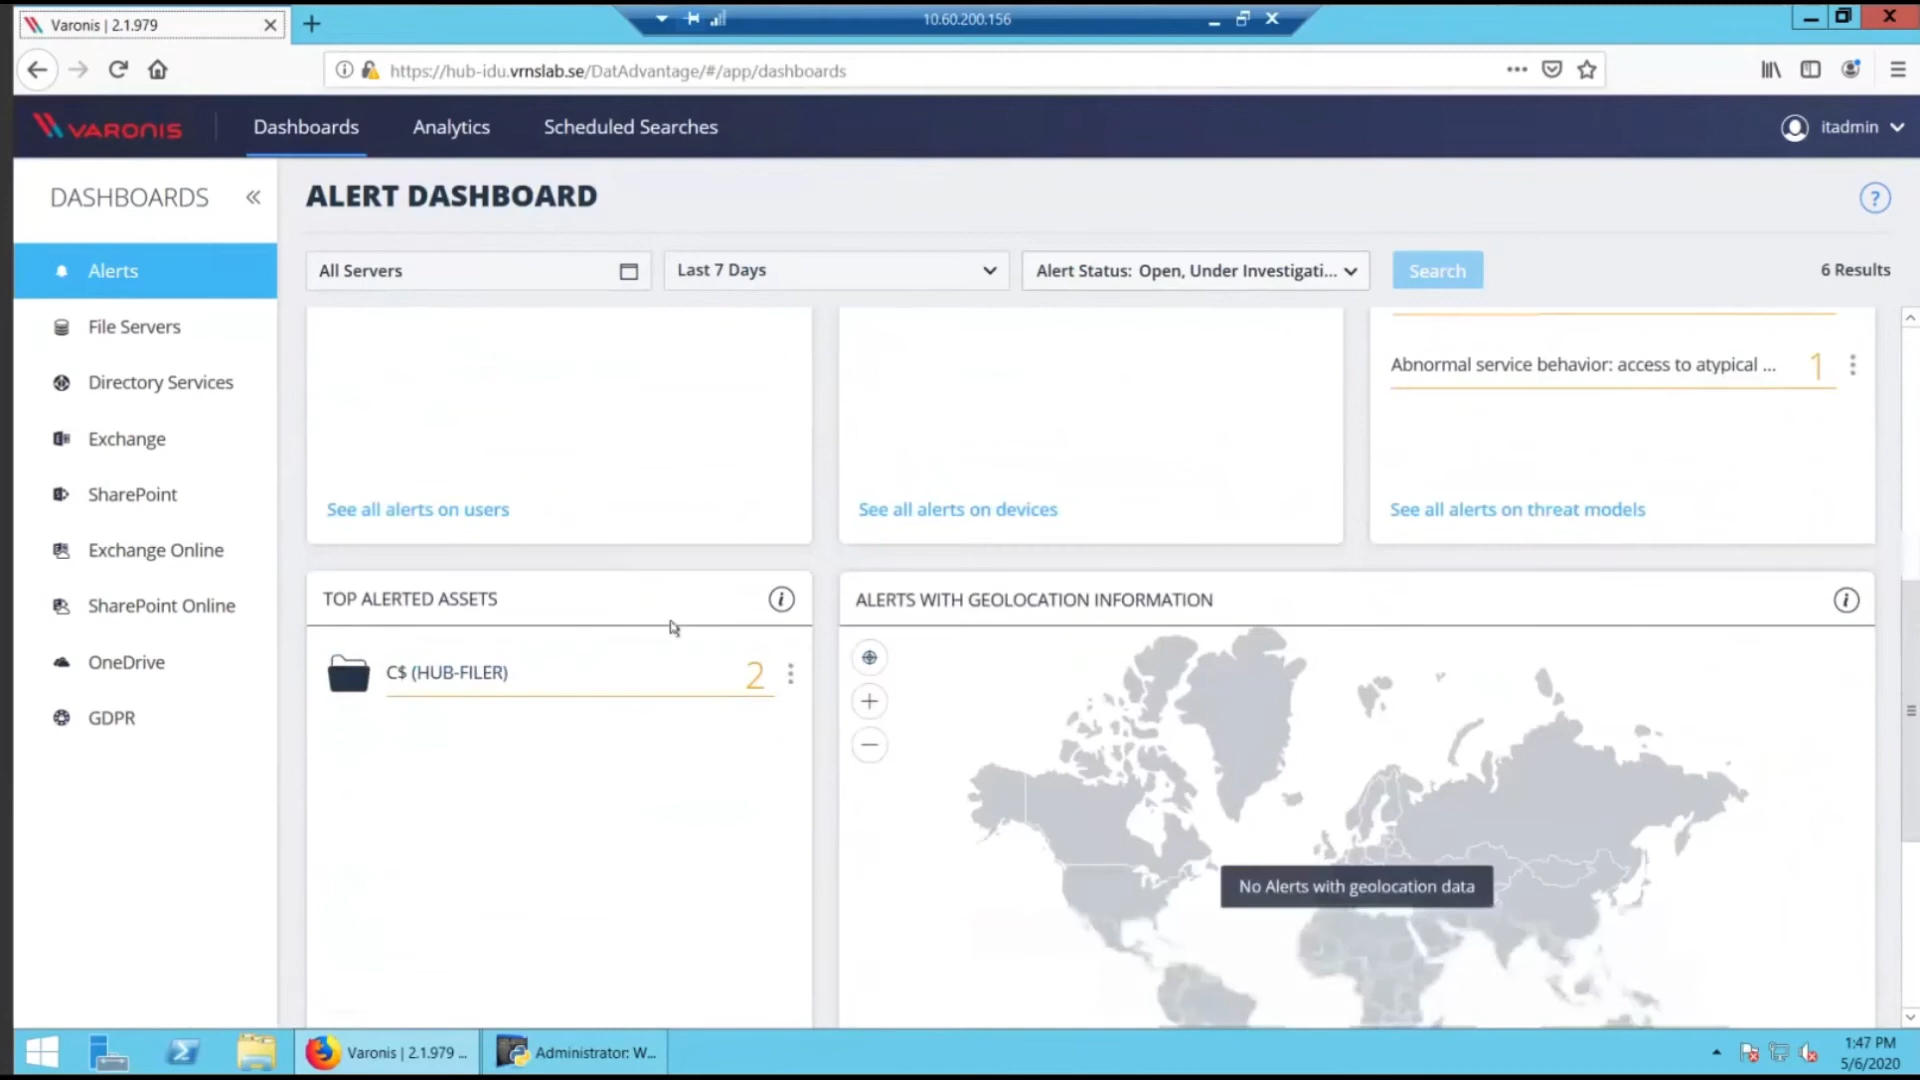 Varonis | 2.1.979
10.60.200.156
https://hub-idu.vrnslab.se/DatAdvantage/#/app/dashboards
VARONIS
Dashboards
Analytics
Scheduled Searches
itadmin
DASHBOARDS
ALERT DASHBOARD
?
Alerts
All Servers
Last 7 Days
Alert Status: Open, Under Investigati...
Search
6 Results
File Servers
Directory Services
Exchange
SharePoint
Exchange Online
SharePoint Online
OneDrive
GDPR
Abnormal service behavior: access to atypical ... 1
See all alerts on users
See all alerts on devices
See all alerts on threat models
TOP ALERTED ASSETS
C$ (HUB-FILER) 2
ALERTS WITH GEOLOCATION INFORMATION
No Alerts with geolocation data
Varonis | 2.1.979 ...
Administrator: W...
1:47 PM
5/6/2020